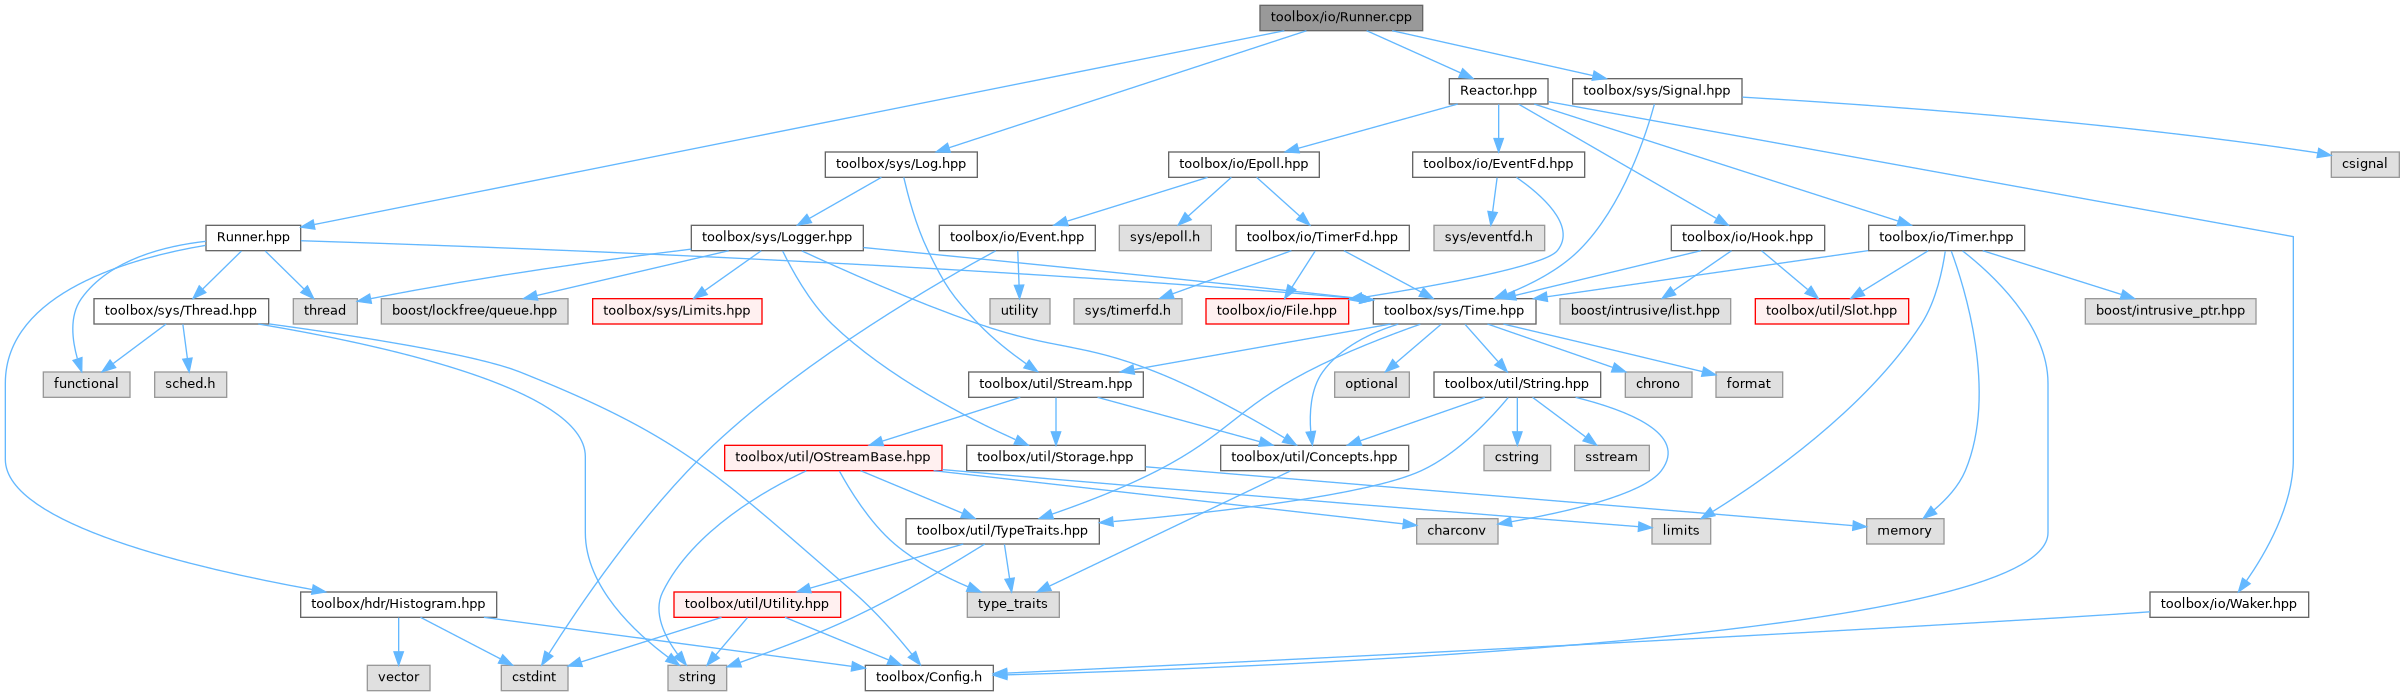 toolbox/io/Runner.cpp
Reactor.hpp
toolbox/sys/Signal.hpp
toolbox/sys/Log.hpp
toolbox/io/Epoll.hpp
toolbox/io/EventFd.hpp
csignal
Runner.hpp
toolbox/sys/Logger.hpp
toolbox/io/Event.hpp
sys/epoll.h
toolbox/io/TimerFd.hpp
sys/eventfd.h
toolbox/io/Hook.hpp
toolbox/io/Timer.hpp
toolbox/sys/Thread.hpp
thread
boost/lockfree/queue.hpp
toolbox/sys/Limits.hpp
utility
sys/timerfd.h
toolbox/io/File.hpp
toolbox/sys/Time.hpp
boost/intrusive/list.hpp
toolbox/util/Slot.hpp
boost/intrusive_ptr.hpp
functional
sched.h
toolbox/util/Stream.hpp
optional
toolbox/util/String.hpp
chrono
format
toolbox/util/OStreamBase.hpp
toolbox/util/Storage.hpp
toolbox/util/Concepts.hpp
cstring
sstream
toolbox/util/TypeTraits.hpp
charconv
limits
memory
toolbox/hdr/Histogram.hpp
toolbox/util/Utility.hpp
type_traits
toolbox/io/Waker.hpp
vector
cstdint
string
toolbox/Config.h